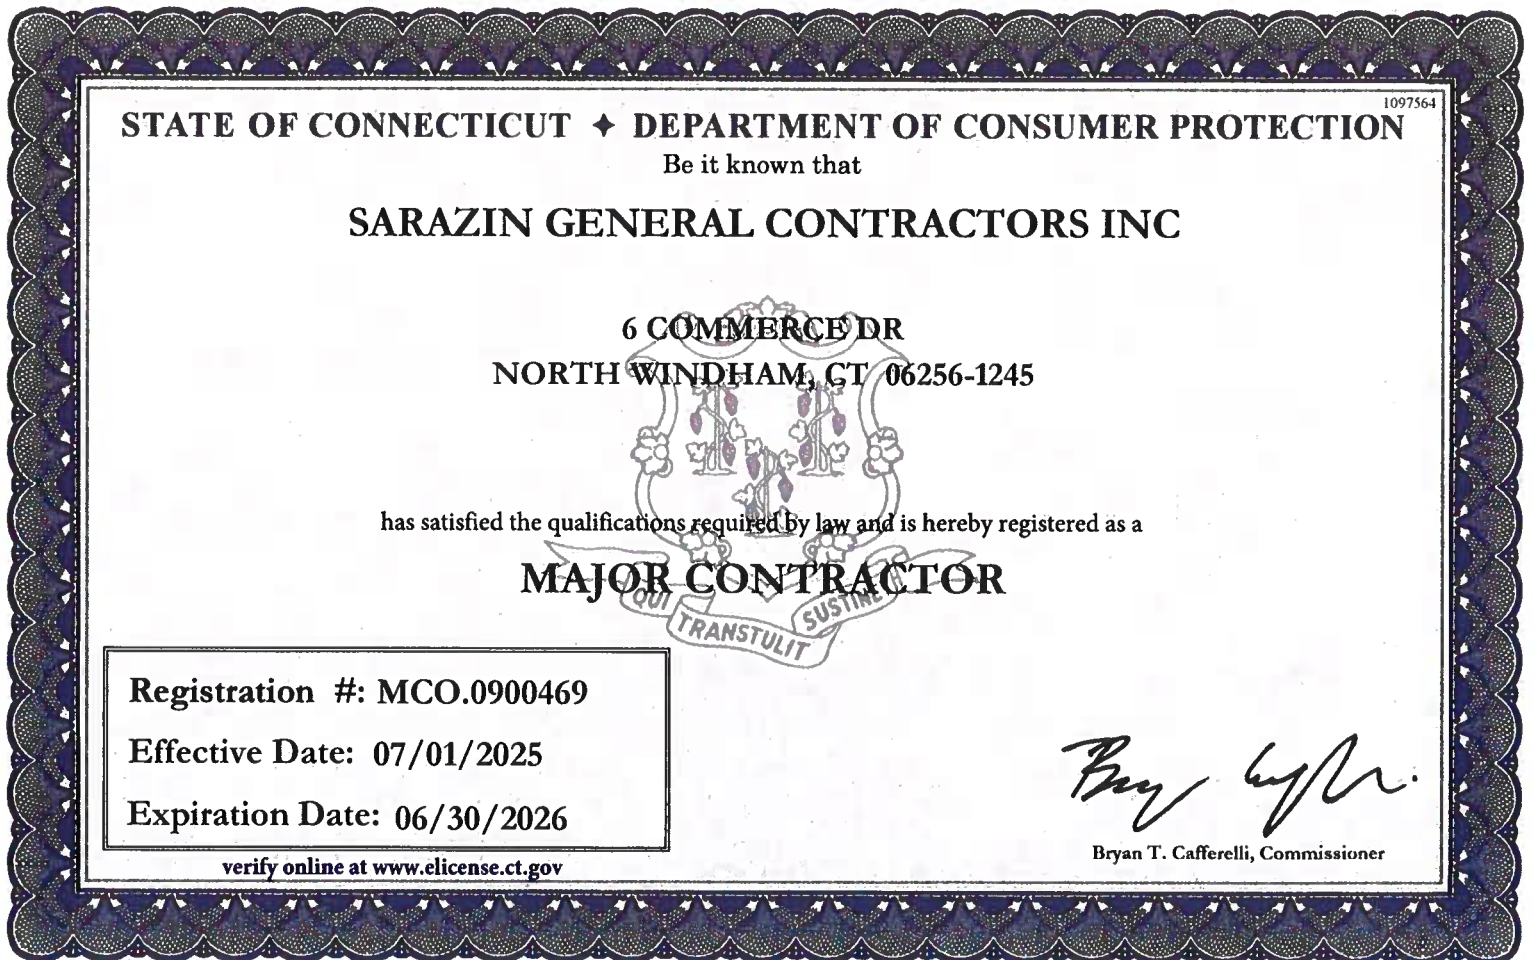 1097564
STATE OF CONNECTICUT ✦ DEPARTMENT OF CONSUMER PROTECTION
Be it known that
SARAZIN GENERAL CONTRACTORS INC
6 COMMERCE DR
NORTH WINDHAM, CT 06256-1245
has satisfied the qualifications required by law and is hereby registered as a
MAJOR CONTRACTOR
QUI TRANSTULIT SUSTINET
Registration #: MCO.0900469
Effective Date: 07/01/2025
Expiration Date: 06/30/2026
verify online at www.elicense.ct.gov
Bryan T. Cafferelli, Commissioner